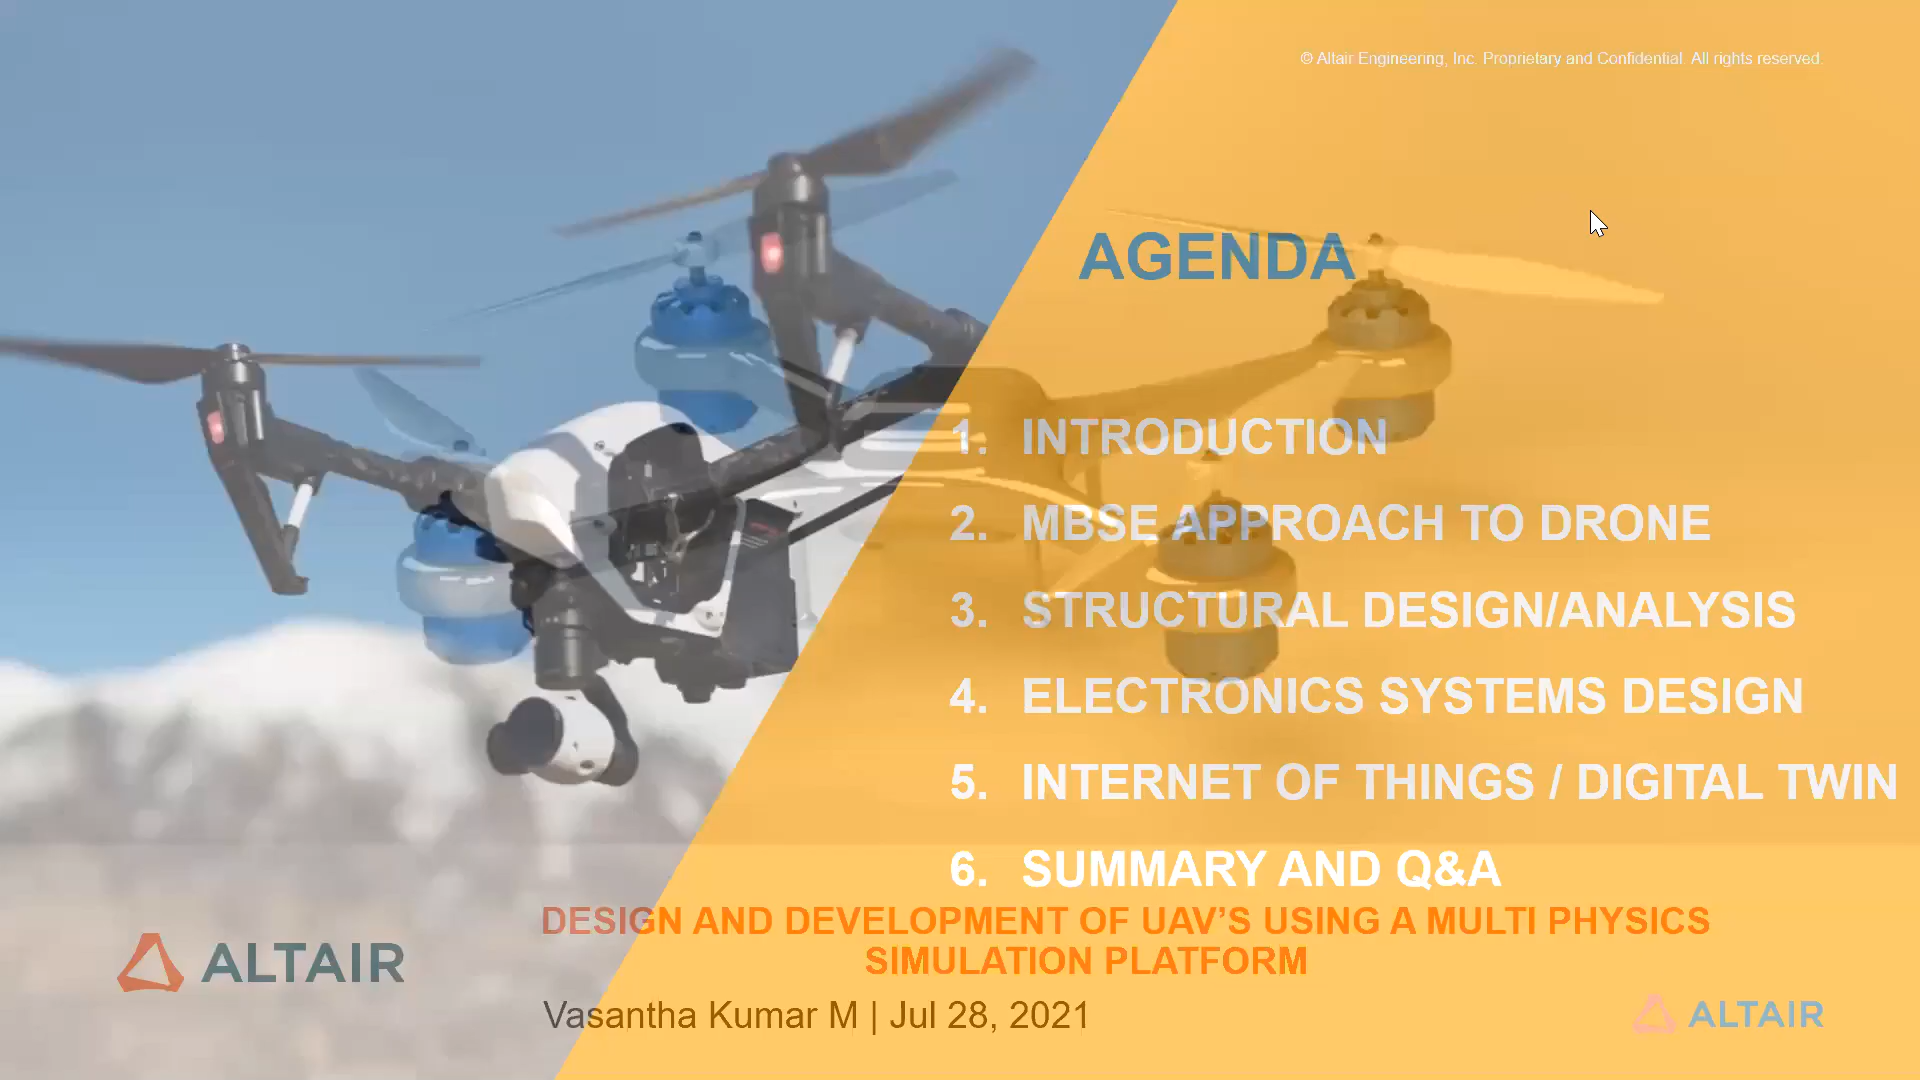 © Altair Engineering, Inc. Proprietary and Confidential. All rights reserved.
AGENDA
1. INTRODUCTION
2. MBSE APPROACH TO DRONE
3. STRUCTURAL DESIGN/ANALYSIS
4. ELECTRONICS SYSTEMS DESIGN
5. INTERNET OF THINGS / DIGITAL TWIN
6. SUMMARY AND Q&A
DESIGN AND DEVELOPMENT OF UAV’S USING A MULTI PHYSICS
SIMULATION PLATFORM
ALTAIR
Vasantha Kumar M | Jul 28, 2021
ALTAIR